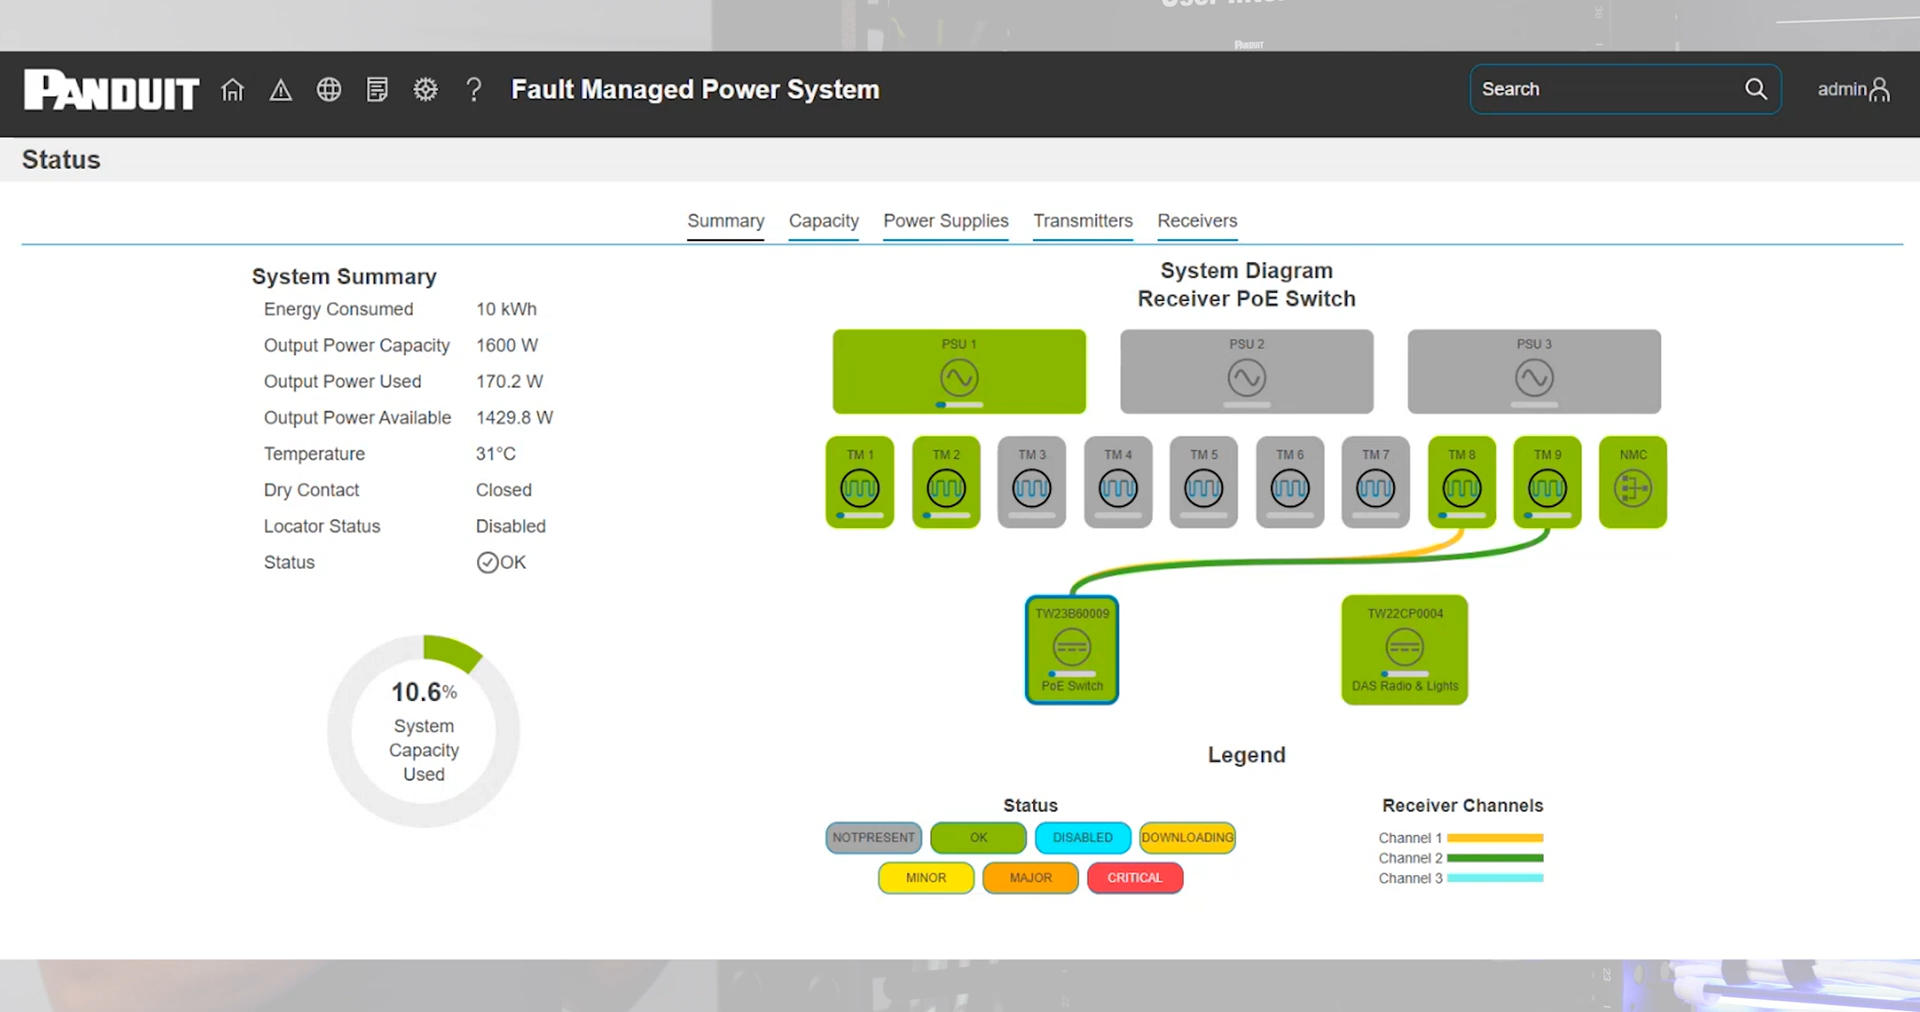 PANDUIT
PANDUIT
Fault Managed Power System
Search
admin
Status
Summary
Capacity
Power Supplies
Transmitters
Receivers
System Summary
Energy Consumed 10 kWh
Output Power Capacity 1600 W
Output Power Used 170.2 W
Output Power Available 1429.8 W
Temperature 31°C
Dry Contact Closed
Locator Status Disabled
Status OK
10.6%
System
Capacity
Used
System Diagram
Receiver PoE Switch
PSU 1
PSU 2
PSU 3
TM 1
TM 2
TM 3
TM 4
TM 5
TM 6
TM 7
TM 8
TM 9
NMC
TW23B60009
PoE Switch
TW22CP0004
DAS Radio & Lights
Legend
Status
NOTPRESENT
OK
DISABLED
DOWNLOADING
MINOR
MAJOR
CRITICAL
Receiver Channels
Channel 1
Channel 2
Channel 3